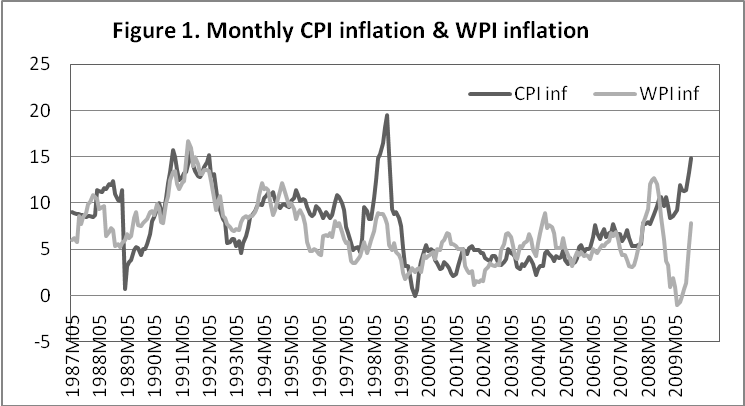 Figure 1. Monthly CPI inflation & WPI inflation
25
20
15
10
5
0
-5
CPI inf
WPI inf
1987M05
1988M05
1989M05
1990M05
1991M05
1992M05
1993M05
1994M05
1995M05
1996M05
1997M05
1998M05
1999M05
2000M05
2001M05
2002M05
2003M05
2004M05
2005M05
2006M05
2007M05
2008M05
2009M05